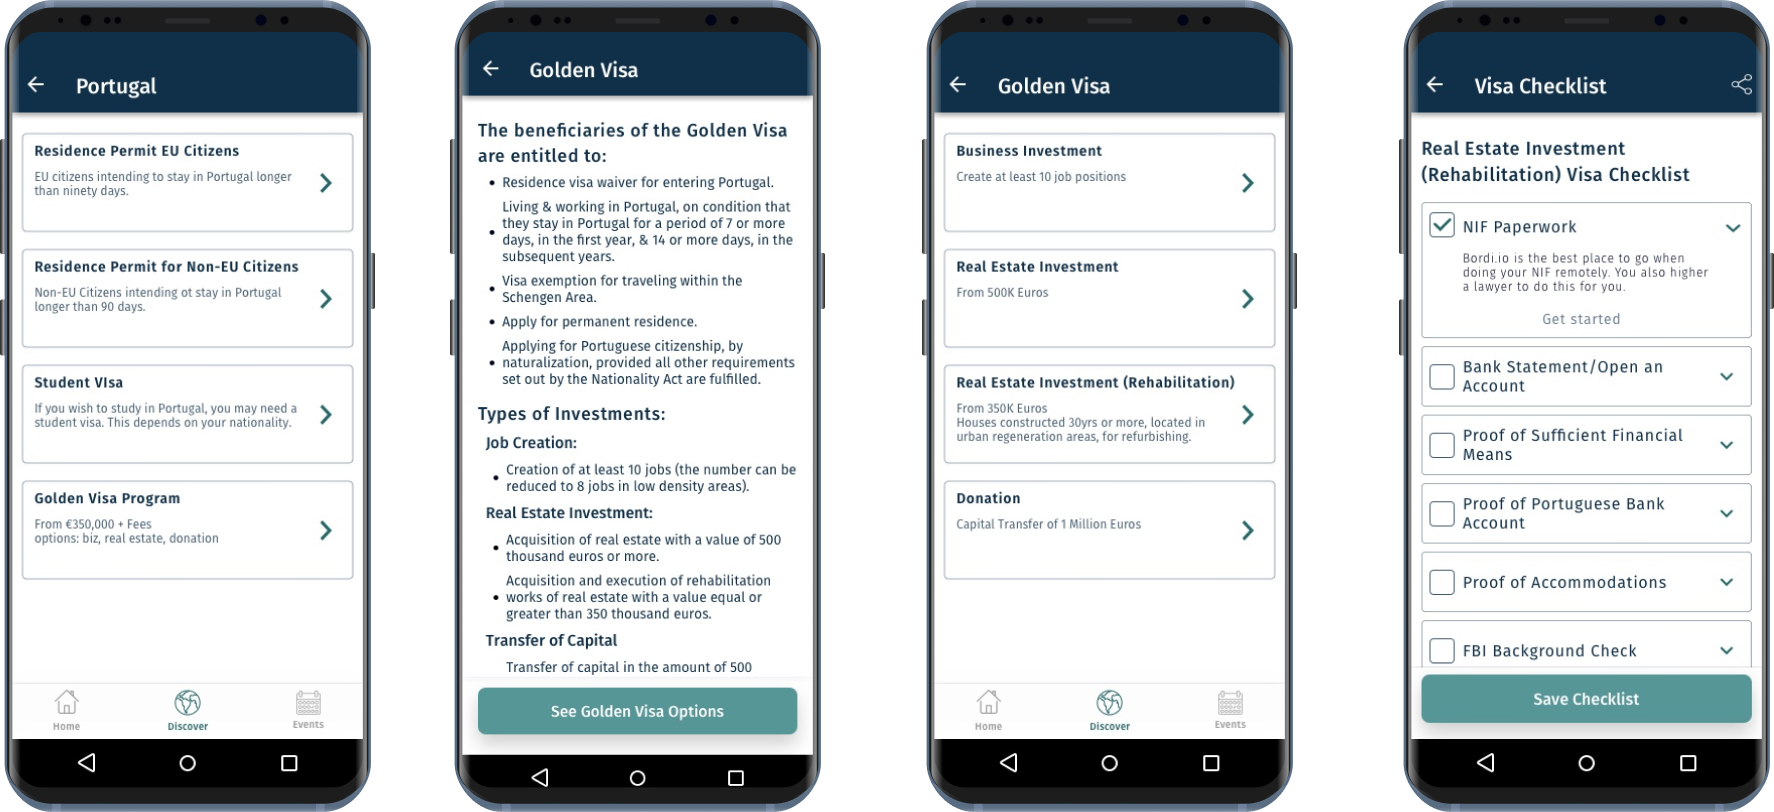 Portugal
Residence Permit EU Citizens
EU citizens intending to stay in Portugal longer
than ninety days.
Residence Permit for Non-EU Citizens
Non-EU Citizens intending ot stay in Portugal
longer than 90 days.
Student VIsa
If you wish to study in Portugal, you may need a
student visa. This depends on your nationality.
Golden Visa Program
From €350,000 + Fees
options: biz, real estate, donation
Home
Discover
Events
Golden Visa
The beneficiaries of the Golden Visa
are entitled to:
• Residence visa waiver for entering Portugal.
• Living & working in Portugal, on condition that
they stay in Portugal for a period of 7 or more
days, in the first year, & 14 or more days, in the
subsequent years.
• Visa exemption for traveling within the
Schengen Area.
• Apply for permanent residence.
• Applying for Portuguese citizenship, by
naturalization, provided all other requirements
set out by the Nationality Act are fulfilled.
Types of Investments:
Job Creation:
• Creation of at least 10 jobs (the number can be
reduced to 8 jobs in low density areas).
Real Estate Investment:
• Acquisition of real estate with a value of 500
thousand euros or more.
• Acquisition and execution of rehabilitation
works of real estate with a value equal or
greater than 350 thousand euros.
Transfer of Capital
Transfer of capital in the amount of 500
See Golden Visa Options
Golden Visa
Business Investment
Create at least 10 job positions
Real Estate Investment
From 500K Euros
Real Estate Investment (Rehabilitation)
From 350K Euros
Houses constructed 30yrs or more, located in
urban regeneration areas, for refurbishing.
Donation
Capital Transfer of 1 Million Euros
Home
Discover
Events
Visa Checklist
Real Estate Investment
(Rehabilitation) Visa Checklist
NIF Paperwork
Bordi.io is the best place to go when
doing your NIF remotely. You also higher
a lawyer to do this for you.
Get started
Bank Statement/Open an
Account
Proof of Sufficient Financial
Means
Proof of Portuguese Bank
Account
Proof of Accommodations
FBI Background Check
Save Checklist